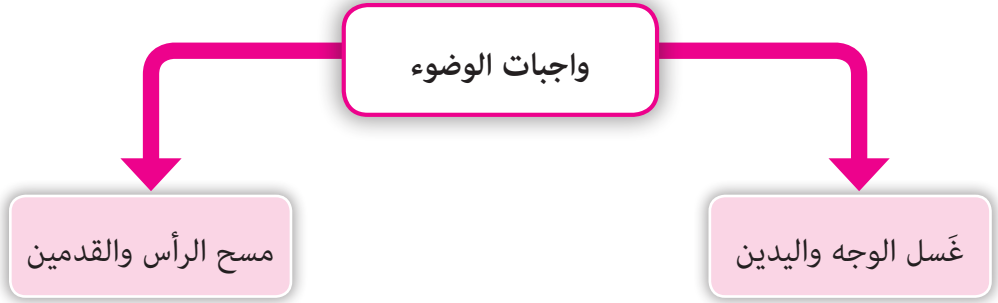 واجبات الوضوء
غَسل الوجه واليدين
مسح الرأس والقدمين